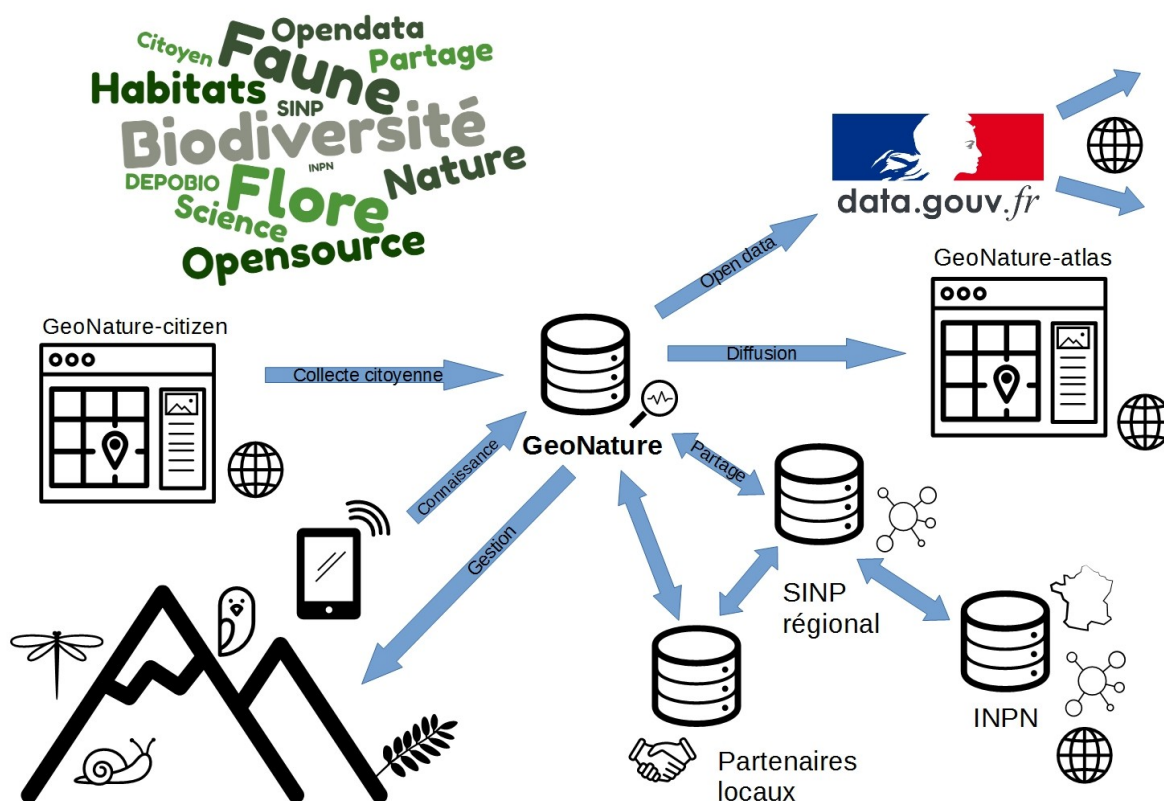 Citoyen
Opendata
Faune
Partage
Habitats
SINP
Biodiversité
INPN
DEPOBIO
Flore
Nature
Science
Opensource
data.gouv.fr
Open data
GeoNature-atlas
GeoNature-citizen
Collecte citoyenne
Diffusion
GeoNature
Connaissance
Partage
Gestion
SINP
régional
INPN
Partenaires
locaux